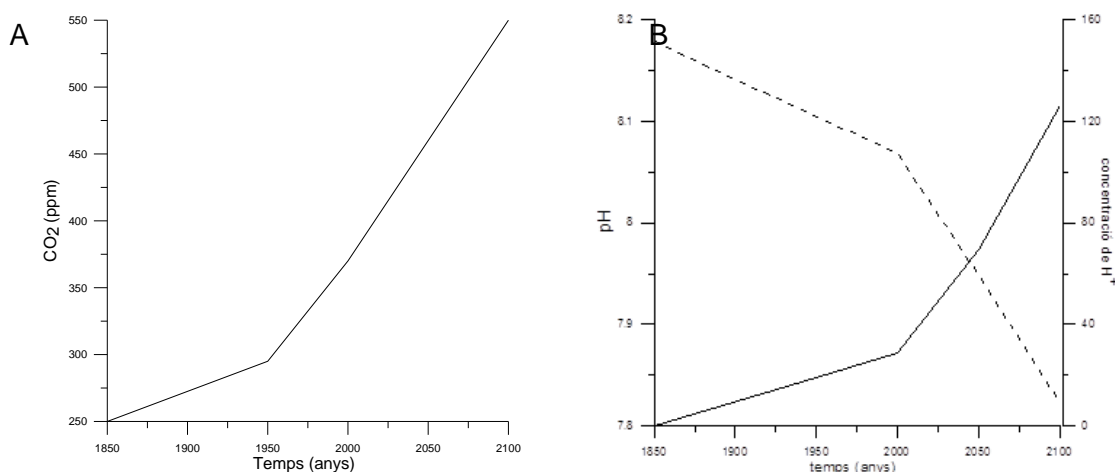 A
550
500
450
400
350
300
250
CO2 (ppm)
1850 1900 1950 2000 2050 2100
Temps (anys)
B
8.2
8.1
8
7.9
7.8
pH
160
120
80
40
0
concentració de H+
1850 1900 1950 2000 2050 2100
temps (anys)